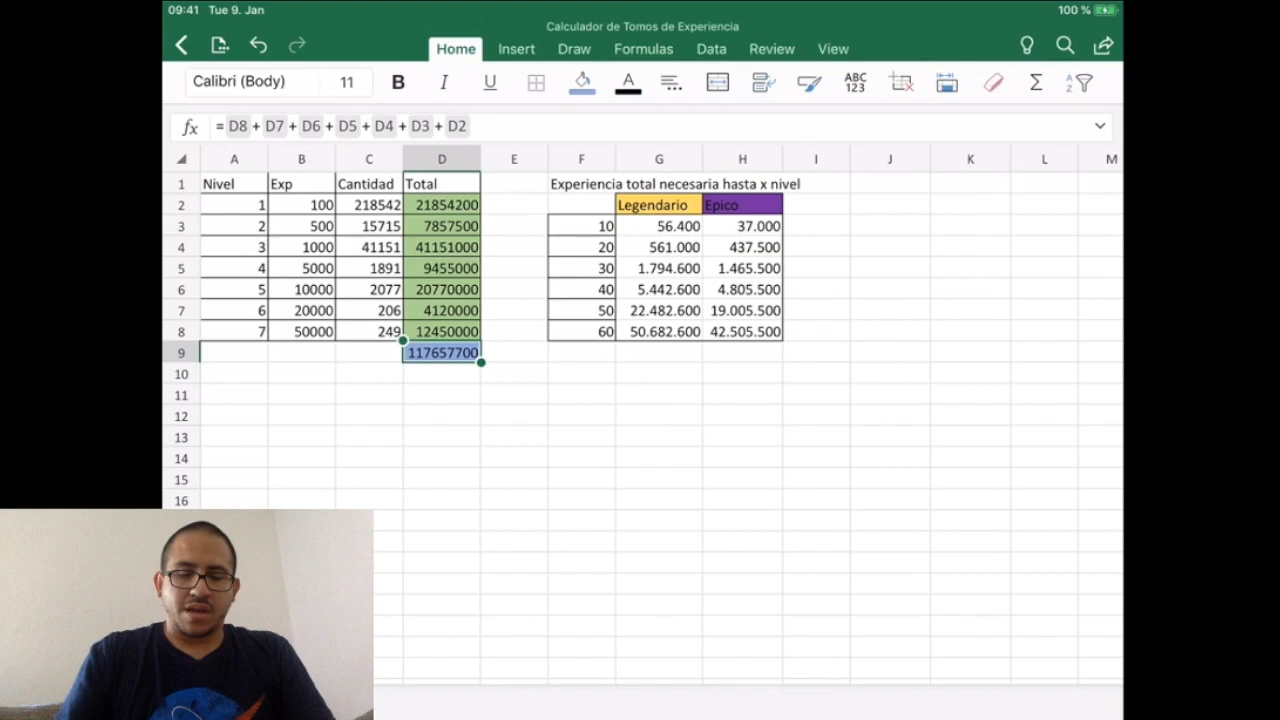 09:41 Tue 9. Jan 100 %
Calculador de Tomos de Experiencia
Home Insert Draw Formulas Data Review View
Calibri (Body) 11 B I U A ABC 123 Σ A Z
fx = D8 + D7 + D6 + D5 + D4 + D3 + D2
A B C D E F G H I J K L M
1 Nivel Exp Cantidad Total Experiencia total necesaria hasta x nivel
2 1 100 218542 21854200 Legendario Epico
3 2 500 15715 7857500 10 56.400 37.000
4 3 1000 41151 41151000 20 561.000 437.500
5 4 5000 1891 9455000 30 1.794.600 1.465.500
6 5 10000 2077 20770000 40 5.442.600 4.805.500
7 6 20000 206 4120000 50 22.482.600 19.005.500
8 7 50000 249 12450000 60 50.682.600 42.505.500
9 117657700
10
11
12
13
14
15
16